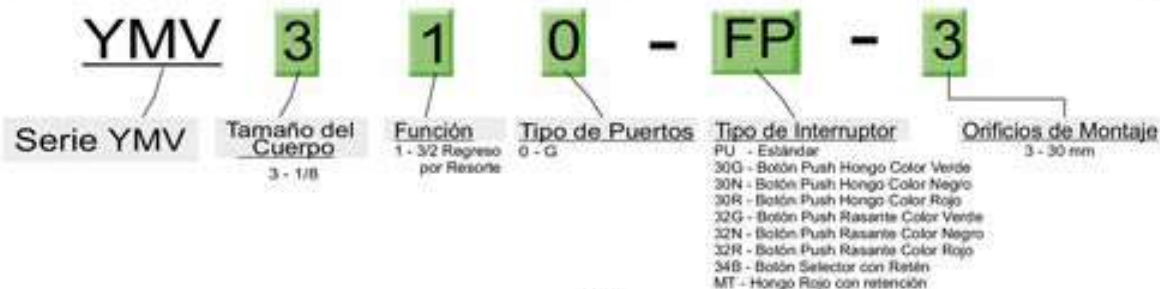 YMV 3 1 0 - FP - 3
Serie YMV
Tamaño del
Cuerpo
3 - 1/8
Función
1 - 3/2 Regreso
por Resorte
Tipo de Puertos
0 - G
Tipo de Interruptor
PU - Estándar
30G - Botón Push Hongo Color Verde
30N - Botón Push Hongo Color Negro
30R - Botón Push Hongo Color Rojo
32G - Botón Push Rasante Color Verde
32N - Botón Push Rasante Color Negro
32R - Botón Push Rasante Color Rojo
34B - Botón Selector con Retén
MT - Hongo Rojo con retención
Orificios de Montaje
3 - 30 mm